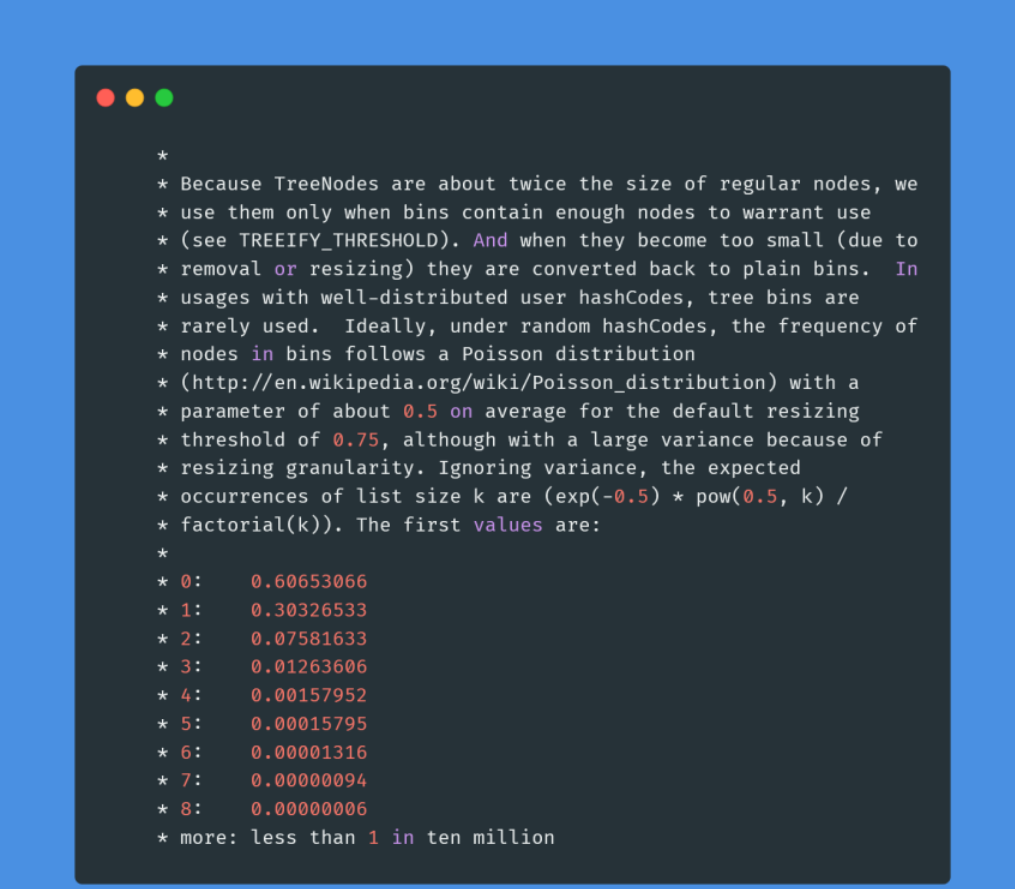 *
* Because TreeNodes are about twice the size of regular nodes, we
* use them only when bins contain enough nodes to warrant use
* (see TREEIFY_THRESHOLD). And when they become too small (due to
* removal or resizing) they are converted back to plain bins.  In
* usages with well-distributed user hashCodes, tree bins are
* rarely used.  Ideally, under random hashCodes, the frequency of
* nodes in bins follows a Poisson distribution
* (http://en.wikipedia.org/wiki/Poisson_distribution) with a
* parameter of about 0.5 on average for the default resizing
* threshold of 0.75, although with a large variance because of
* resizing granularity. Ignoring variance, the expected
* occurrences of list size k are (exp(-0.5) * pow(0.5, k) /
* factorial(k)). The first values are:
*
* 0:    0.60653066
* 1:    0.30326533
* 2:    0.07581633
* 3:    0.01263606
* 4:    0.00157952
* 5:    0.00015795
* 6:    0.00001316
* 7:    0.00000094
* 8:    0.00000006
* more: less than 1 in ten million